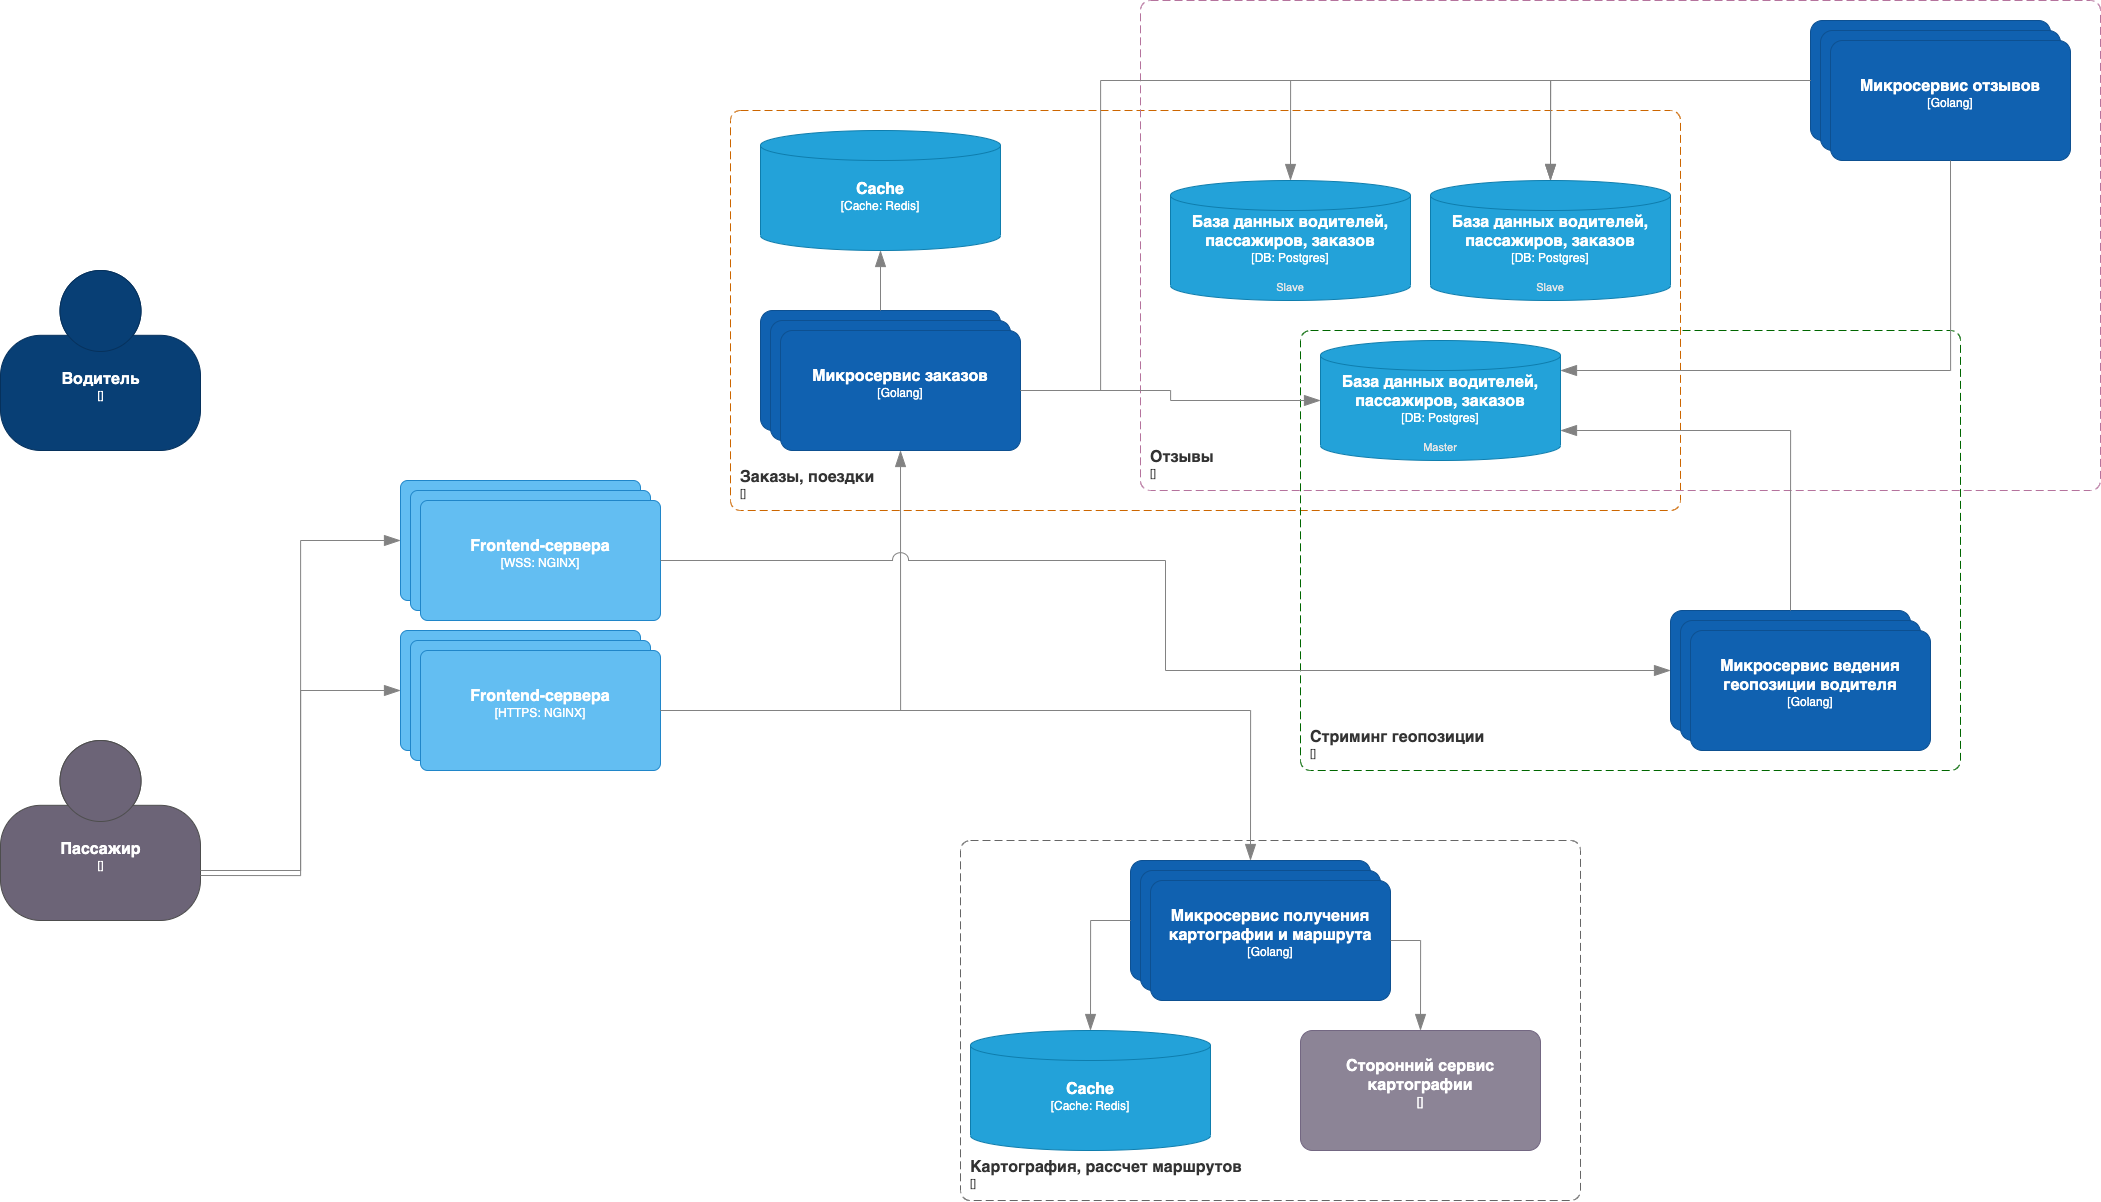 Микросервис отзывов
[Golang]
Cache
[Cache: Redis]
База данных водителей,
пассажиров, заказов
[DB: Postgres]
Slave
База данных водителей,
пассажиров, заказов
[DB: Postgres]
Slave
Водитель
[]
Микросервис заказов
[Golang]
База данных водителей,
пассажиров, заказов
[DB: Postgres]
Master
Отзывы
[]
Заказы, поездки
[]
Frontend-сервера
[WSS: NGINX]
Frontend-сервера
[HTTPS: NGINX]
Микросервис ведения
геопозиции водителя
[Golang]
Стриминг геопозиции
[]
Пассажир
[]
Микросервис получения
картографии и маршрута
[Golang]
Cache
[Cache: Redis]
Сторонний сервис
картографии
[]
Картография, рассчет маршрутов
[]